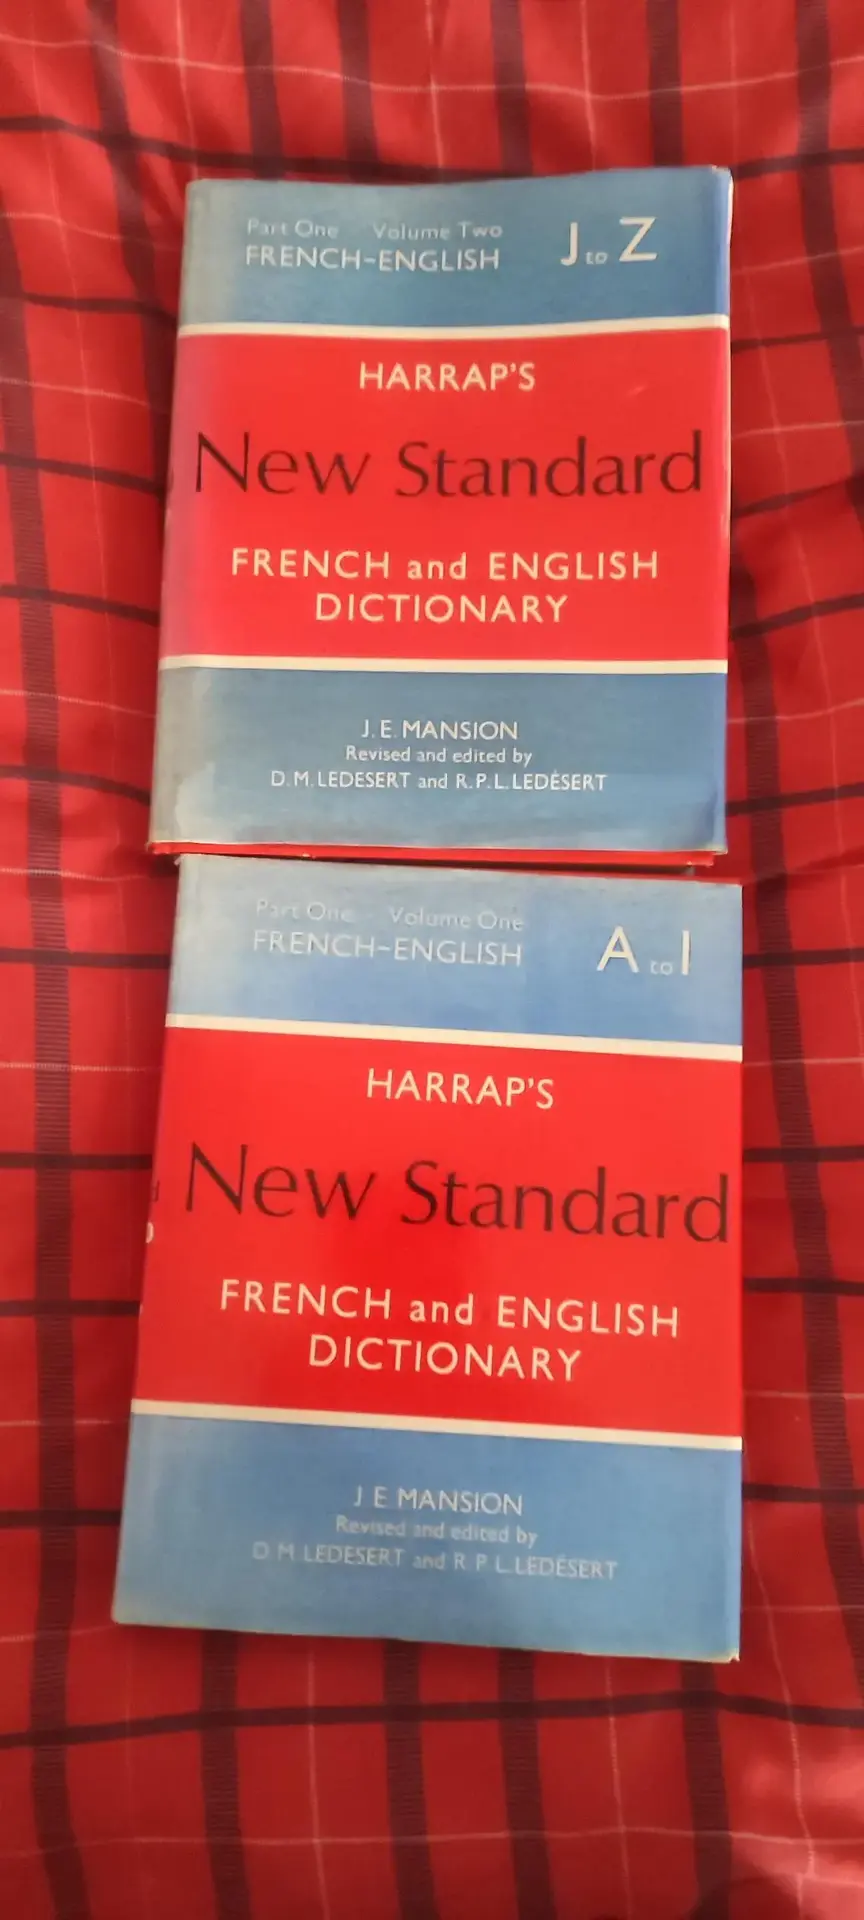 Part One Volume Two
FRENCH-ENGLISH
J to Z
HARRAP'S
New Standard
FRENCH and ENGLISH
DICTIONARY
J. E. MANSION
Revised and edited by
D. M. LEDESERT and R. P. L. LEDÉSERT
Part One Volume One
FRENCH-ENGLISH
A to I
HARRAP'S
New Standard
FRENCH and ENGLISH
DICTIONARY
J E MANSION
Revised and edited by
D. M. LEDESERT and R. P. L. LEDÉSERT